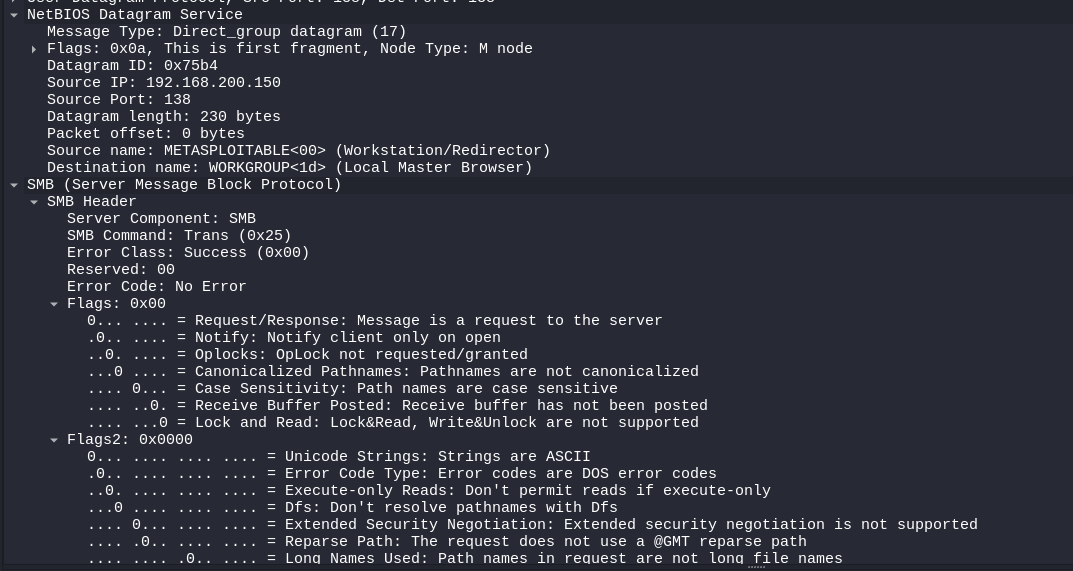 NetBIOS Datagram Service
Message Type: Direct_group datagram (17)
Flags: 0x0a, This is first fragment, Node Type: M node
Datagram ID: 0x75b4
Source IP: 192.168.200.150
Source Port: 138
Datagram length: 230 bytes
Packet offset: 0 bytes
Source name: METASPLOITABLE<00> (Workstation/Redirector)
Destination name: WORKGROUP<1d> (Local Master Browser)
SMB (Server Message Block Protocol)
SMB Header
Server Component: SMB
SMB Command: Trans (0x25)
Error Class: Success (0x00)
Reserved: 00
Error Code: No Error
Flags: 0x00
0... .... = Request/Response: Message is a request to the server
.0.. .... = Notify: Notify client only on open
..0. .... = Oplocks: OpLock not requested/granted
...0 .... = Canonicalized Pathnames: Pathnames are not canonicalized
.... 0... = Case Sensitivity: Path names are case sensitive
.... ..0. = Receive Buffer Posted: Receive buffer has not been posted
.... ...0 = Lock and Read: Lock&Read, Write&Unlock are not supported
Flags2: 0x0000
0... .... .... .... = Unicode Strings: Strings are ASCII
.0.. .... .... .... = Error Code Type: Error codes are DOS error codes
..0. .... .... .... = Execute-only Reads: Don't permit reads if execute-only
...0 .... .... .... = Dfs: Don't resolve pathnames with Dfs
.... 0... .... .... = Extended Security Negotiation: Extended security negotiation is not supported
.... .0.. .... .... = Reparse Path: The request does not use a @GMT reparse path
.... .... .0.. .... = Long Names Used: Path names in request are not long file names